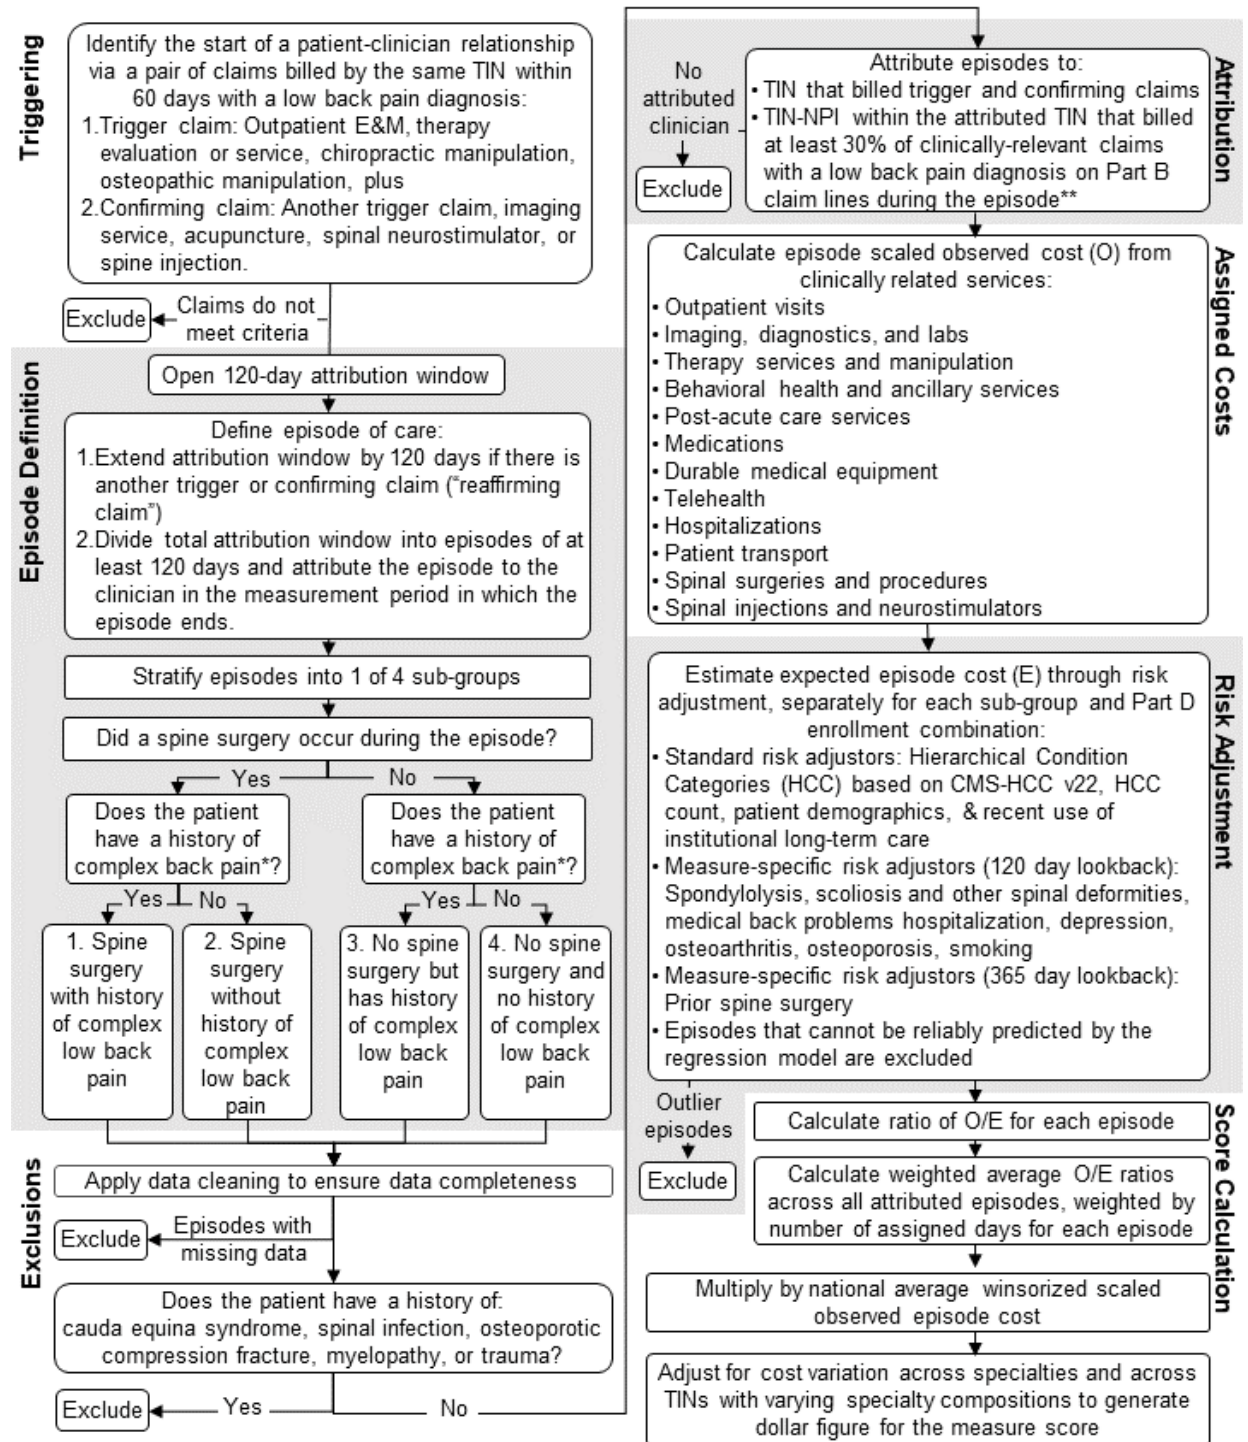 Triggering
Identify the start of a patient-clinician relationship
via a pair of claims billed by the same TIN within
60 days with a low back pain diagnosis:
1.Trigger claim: Outpatient E&M, therapy
evaluation or service, chiropractic manipulation,
osteopathic manipulation, plus
2.Confirming claim: Another trigger claim, imaging
service, acupuncture, spinal neurostimulator, or
spine injection.
Exclude
Claims do not
meet criteria
Episode Definition
Open 120-day attribution window
Define episode of care:
1.Extend attribution window by 120 days if there is
another trigger or confirming claim (“reaffirming
claim”)
2.Divide total attribution window into episodes of at
least 120 days and attribute the episode to the
clinician in the measurement period in which the
episode ends.
Stratify episodes into 1 of 4 sub-groups
Did a spine surgery occur during the episode?
Yes
No
Does the patient
have a history of
complex back pain*?
Does the patient
have a history of
complex back pain*?
Yes
No
Yes
No
1. Spine
surgery
with history
of complex
low back
pain
2. Spine
surgery
without
history of
complex
low back
pain
3. No spine
surgery but
has history
of complex
low back
pain
4. No spine
surgery and
no history
of complex
low back
pain
Exclusions
Apply data cleaning to ensure data completeness
Exclude
Episodes with
missing data
Does the patient have a history of:
cauda equina syndrome, spinal infection, osteoporotic
compression fracture, myelopathy, or trauma?
Exclude
Yes
No
Attribution
No
attributed
clinician
Exclude
Attribute episodes to:
• TIN that billed trigger and confirming claims
• TIN-NPI within the attributed TIN that billed
at least 30% of clinically-relevant claims
with a low back pain diagnosis on Part B
claim lines during the episode**
Assigned Costs
Calculate episode scaled observed cost (O) from
clinically related services:
• Outpatient visits
• Imaging, diagnostics, and labs
• Therapy services and manipulation
• Behavioral health and ancillary services
• Post-acute care services
• Medications
• Durable medical equipment
• Telehealth
• Hospitalizations
• Patient transport
• Spinal surgeries and procedures
• Spinal injections and neurostimulators
Risk Adjustment
Estimate expected episode cost (E) through risk
adjustment, separately for each sub-group and Part D
enrollment combination:
• Standard risk adjustors: Hierarchical Condition
Categories (HCC) based on CMS-HCC v22, HCC
count, patient demographics, & recent use of
institutional long-term care
• Measure-specific risk adjustors (120 day lookback):
Spondylolysis, scoliosis and other spinal deformities,
medical back problems hospitalization, depression,
osteoarthritis, osteoporosis, smoking
• Measure-specific risk adjustors (365 day lookback):
Prior spine surgery
• Episodes that cannot be reliably predicted by the
regression model are excluded
Outlier
episodes
Exclude
Score Calculation
Calculate ratio of O/E for each episode
Calculate weighted average O/E ratios
across all attributed episodes, weighted by
number of assigned days for each episode
Multiply by national average winsorized scaled
observed episode cost
Adjust for cost variation across specialties and across
TINs with varying specialty compositions to generate
dollar figure for the measure score